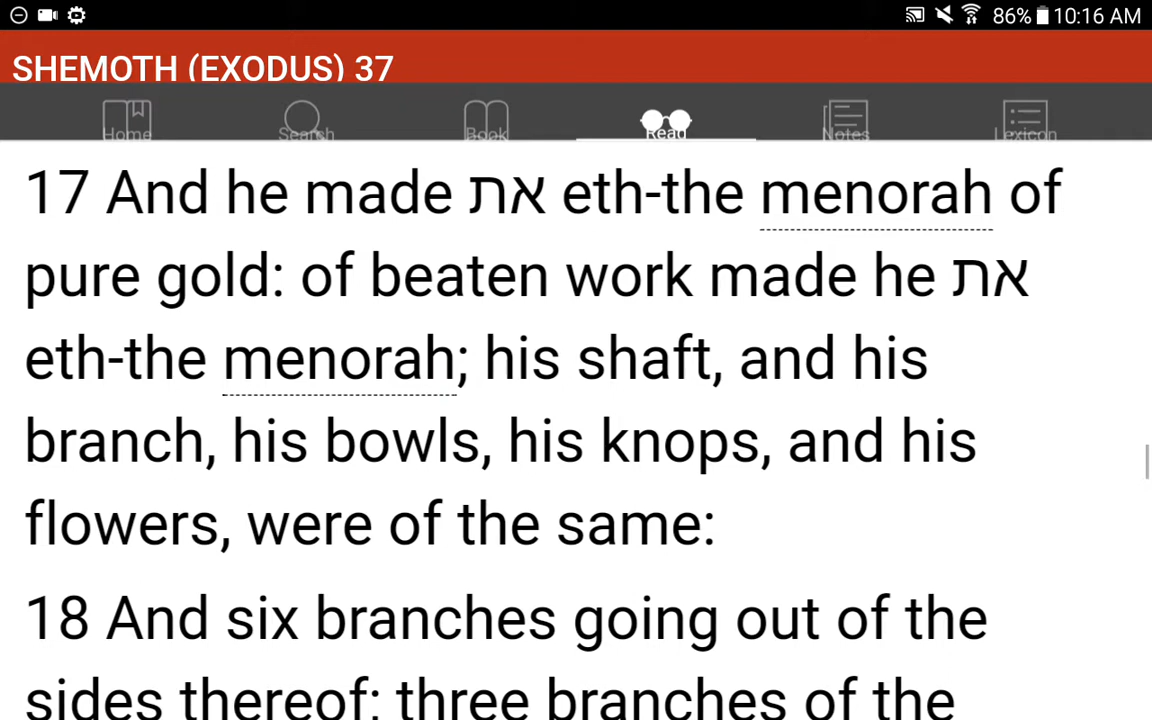 86% 10:16 AM
SHEMOTH (EXODUS) 37
Home Search Book Read Notes Lexicon
17 And he made את eth-the menorah of
pure gold: of beaten work made he את
eth-the menorah; his shaft, and his
branch, his bowls, his knops, and his
flowers, were of the same:
18 And six branches going out of the
sides thereof; three branches of the